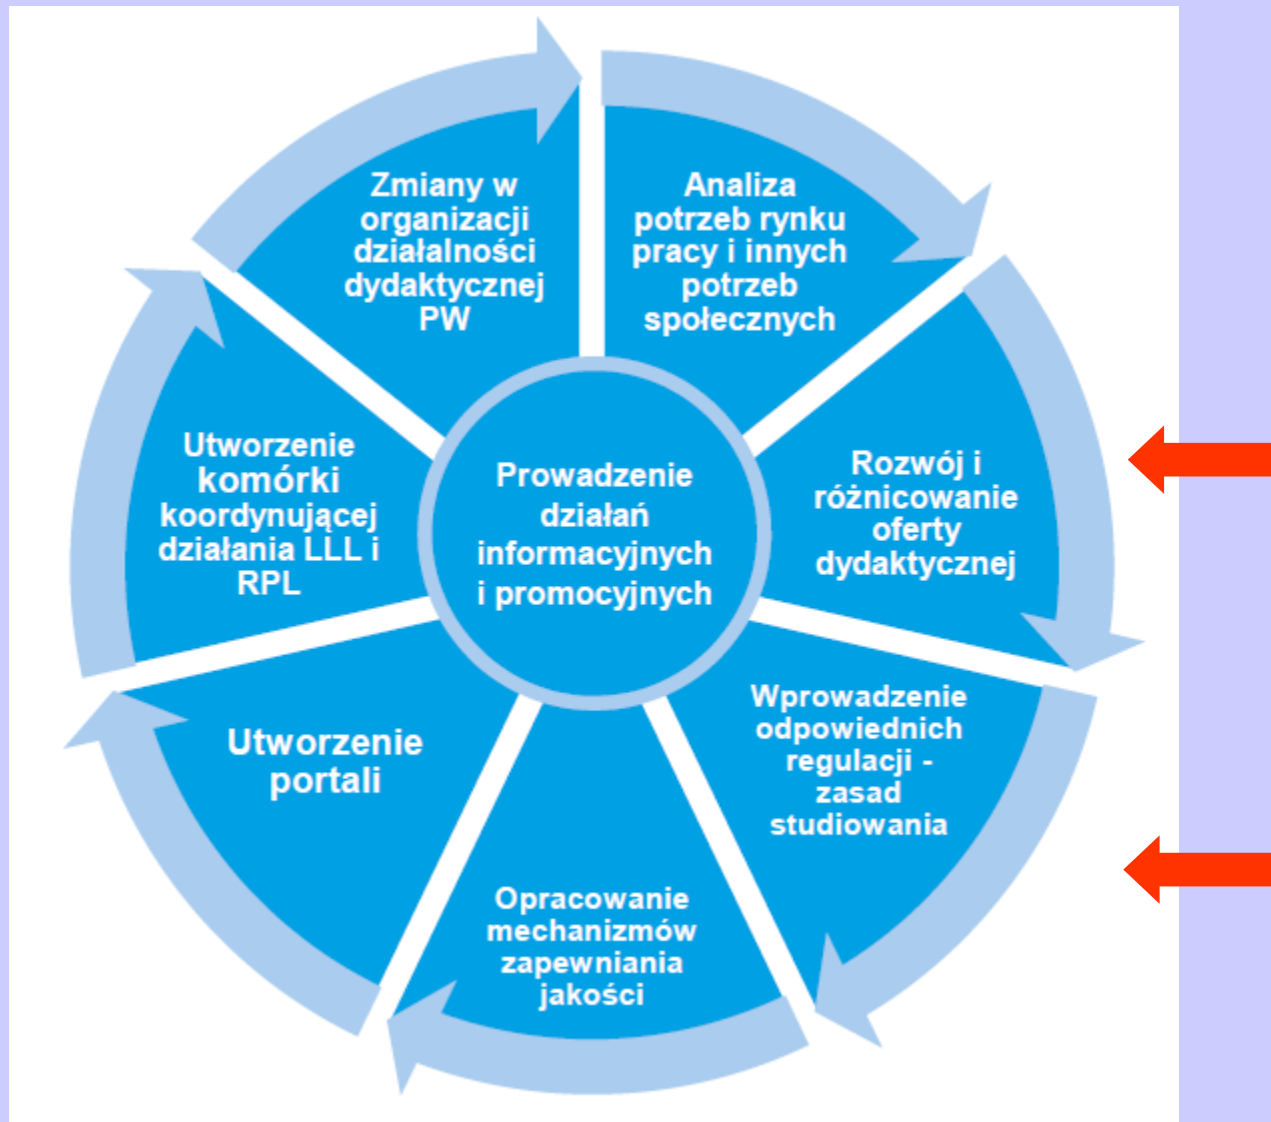 Zmiany w
organizacji
działalności
dydaktycznej
PW
Analiza
potrzeb rynku
pracy i innych
potrzeb
społecznych
Rozwój i
różnicowanie
oferty
dydaktycznej
Wprowadzenie
odpowiednich
regulacji -
zasad
studiowania
Opracowanie
mechanizmów
zapewniania
jakości
Utworzenie
portali
Utworzenie
komórki
koordynującej
działania LLL i
RPL
Prowadzenie
działań
informacyjnych
i promocyjnych